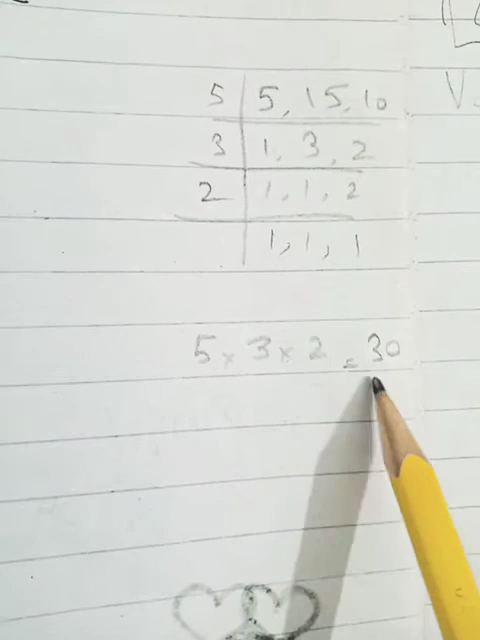 5 | 5, 15, 10
3 | 1, 3, 2
2 | 1, 1, 2
1, 1, 1
5 × 3 × 2 = 30